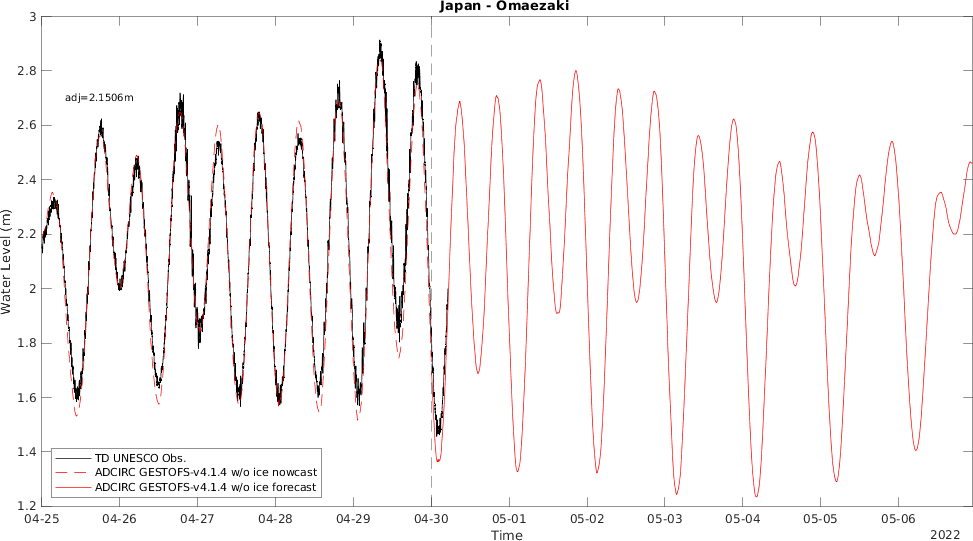 Japan - Omaezaki
3
2.8
2.6
2.4
2.2
2
1.8
1.6
1.4
1.2
Water Level (m)
adj=2.1506m
TD UNESCO Obs.
ADCIRC GESTOFS-v4.1.4 w/o ice nowcast
ADCIRC GESTOFS-v4.1.4 w/o ice forecast
04-25 04-26 04-27 04-28 04-29 04-30 05-01 05-02 05-03 05-04 05-05 05-06
Time
2022